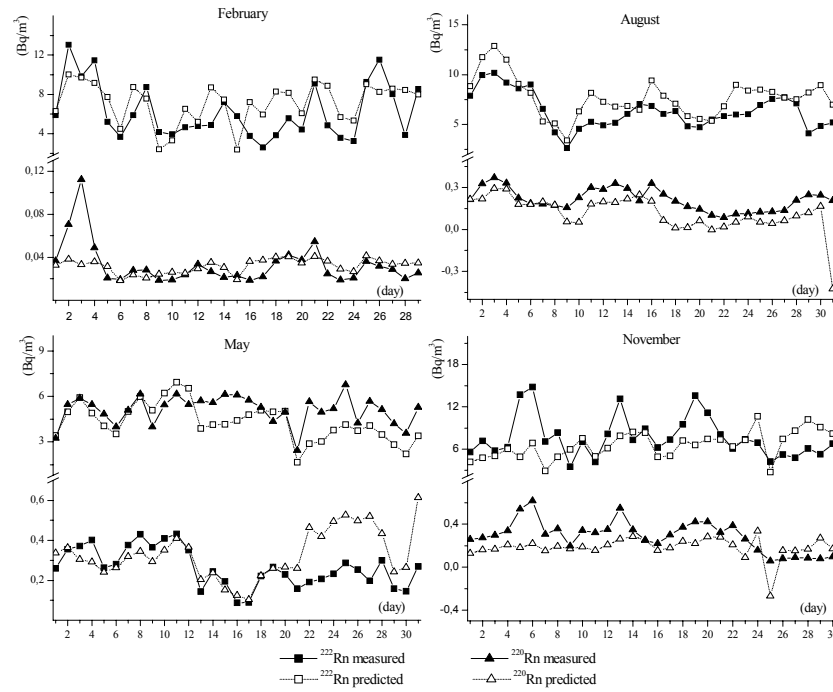 February
(Bq/m³)
12
8
4
0,12
0,08
0,04
(day)
2 4 6 8 10 12 14 16 18 20 22 24 26 28
August
(Bq/m³)
15
10
5
0,3
0,0
-0,3
(day)
2 4 6 8 10 12 14 16 18 20 22 24 26 28 30
May
(Bq/m³)
9
6
3
0,6
0,4
0,2
(day)
2 4 6 8 10 12 14 16 18 20 22 24 26 28 30
November
(Bq/m³)
18
12
6
0,4
0,0
-0,4
(day)
2 4 6 8 10 12 14 16 18 20 22 24 26 28 30
²²²Rn measured ²²⁰Rn measured
²²²Rn predicted ²²⁰Rn predicted